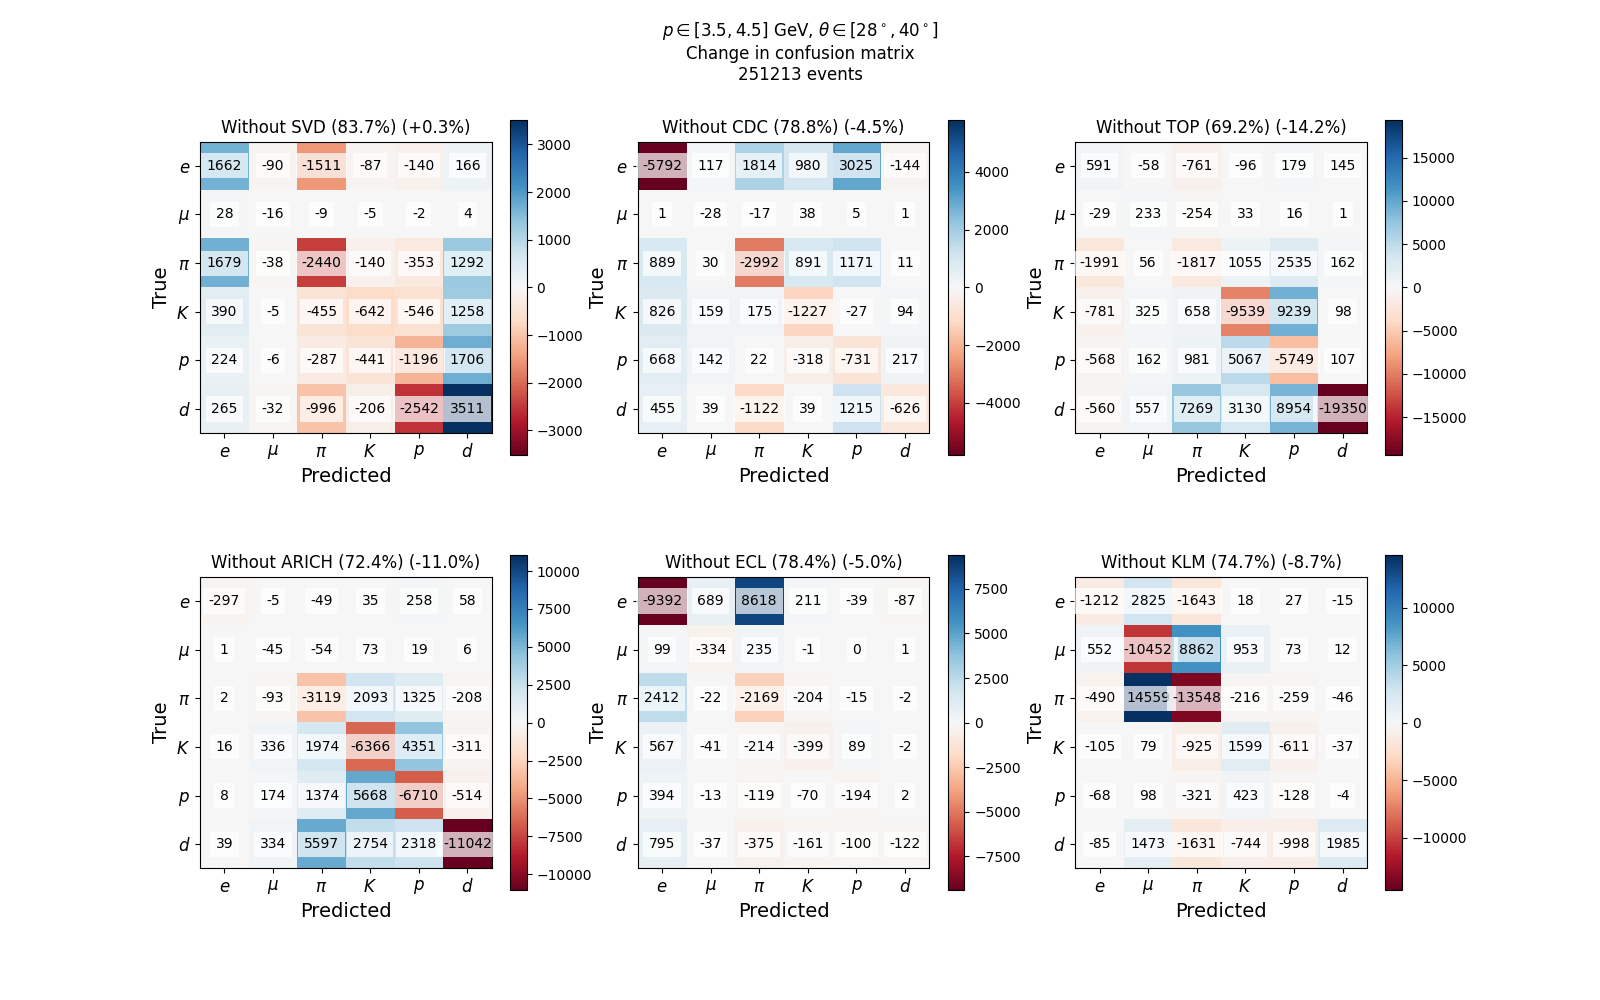 p ∈ [3.5, 4.5] GeV, θ ∈ [28°, 40°]
Change in confusion matrix
251213 events
Without SVD (83.7%) (+0.3%)
e 1662 -90 -1511 -87 -140 166
μ 28 -16 -9 -5 -2 4
π 1679 -38 -2440 -140 -353 1292
K 390 -5 -455 -642 -546 1258
p 224 -6 -287 -441 -1196 1706
d 265 -32 -996 -206 -2542 3511
e μ π K p d
True
Predicted
3000
2000
1000
0
−1000
−2000
−3000
Without CDC (78.8%) (-4.5%)
e -5792 117 1814 980 3025 -144
μ 1 -28 -17 38 5 1
π 889 30 -2992 891 1171 11
K 826 159 175 -1227 -27 94
p 668 142 22 -318 -731 217
d 455 39 -1122 39 1215 -626
e μ π K p d
True
Predicted
4000
2000
0
−2000
−4000
Without TOP (69.2%) (-14.2%)
e 591 -58 -761 -96 179 145
μ -29 233 -254 33 16 1
π -1991 56 -1817 1055 2535 162
K -781 325 658 -9539 9239 98
p -568 162 981 5067 -5749 107
d -560 557 7269 3130 8954 -19350
e μ π K p d
True
Predicted
15000
10000
5000
0
−5000
−10000
−15000
Without ARICH (72.4%) (-11.0%)
e -297 -5 -49 35 258 58
μ 1 -45 -54 73 19 6
π 2 -93 -3119 2093 1325 -208
K 16 336 1974 -6366 4351 -311
p 8 174 1374 5668 -6710 -514
d 39 334 5597 2754 2318 -11042
e μ π K p d
True
Predicted
10000
7500
5000
2500
0
−2500
−5000
−7500
−10000
Without ECL (78.4%) (-5.0%)
e -9392 689 8618 211 -39 -87
μ 99 -334 235 -1 0 1
π 2412 -22 -2169 -204 -15 -2
K 567 -41 -214 -399 89 -2
p 394 -13 -119 -70 -194 2
d 795 -37 -375 -161 -100 -122
e μ π K p d
True
Predicted
7500
5000
2500
0
−2500
−5000
−7500
Without KLM (74.7%) (-8.7%)
e -1212 2825 -1643 18 27 -15
μ 552 -10452 8862 953 73 12
π -490 14559 -13548 -216 -259 -46
K -105 79 -925 1599 -611 -37
p -68 98 -321 423 -128 -4
d -85 1473 -1631 -744 -998 1985
e μ π K p d
True
Predicted
10000
5000
0
−5000
−10000